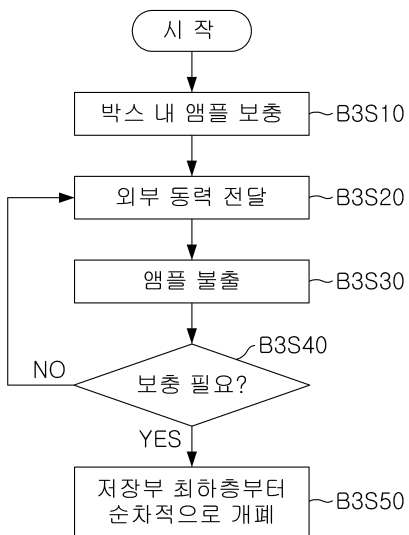 시 작
박스 내 앰플 보충
B3S10
외부 동력 전달
B3S20
앰플 불출
B3S30
B3S40
보충 필요?
NO
YES
저장부 최하층부터
순차적으로 개폐
B3S50